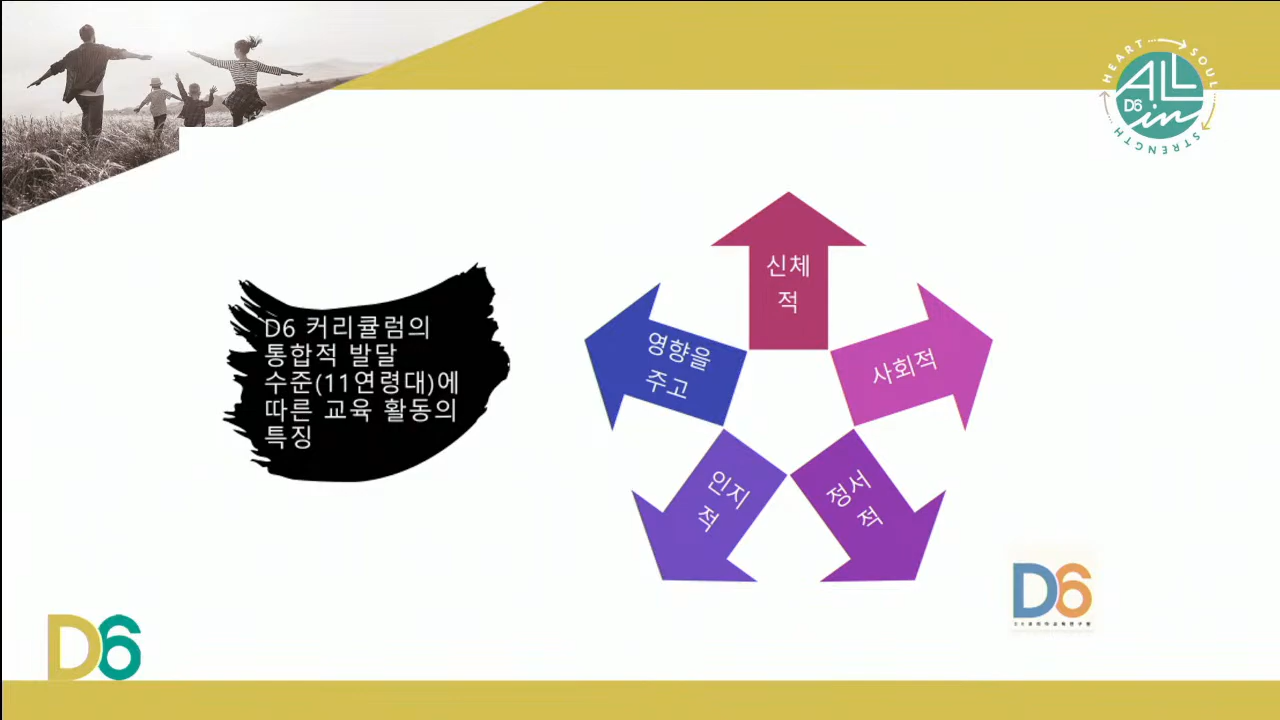 HEART
SOUL
STRENGTH
ALL
D6 in
D6 커리큘럼의
통합적 발달
수준(11연령대)에
따른 교육 활동의
특징
신체
적
사회적
정서
적
인지
적
영향을
주고
D6
D6